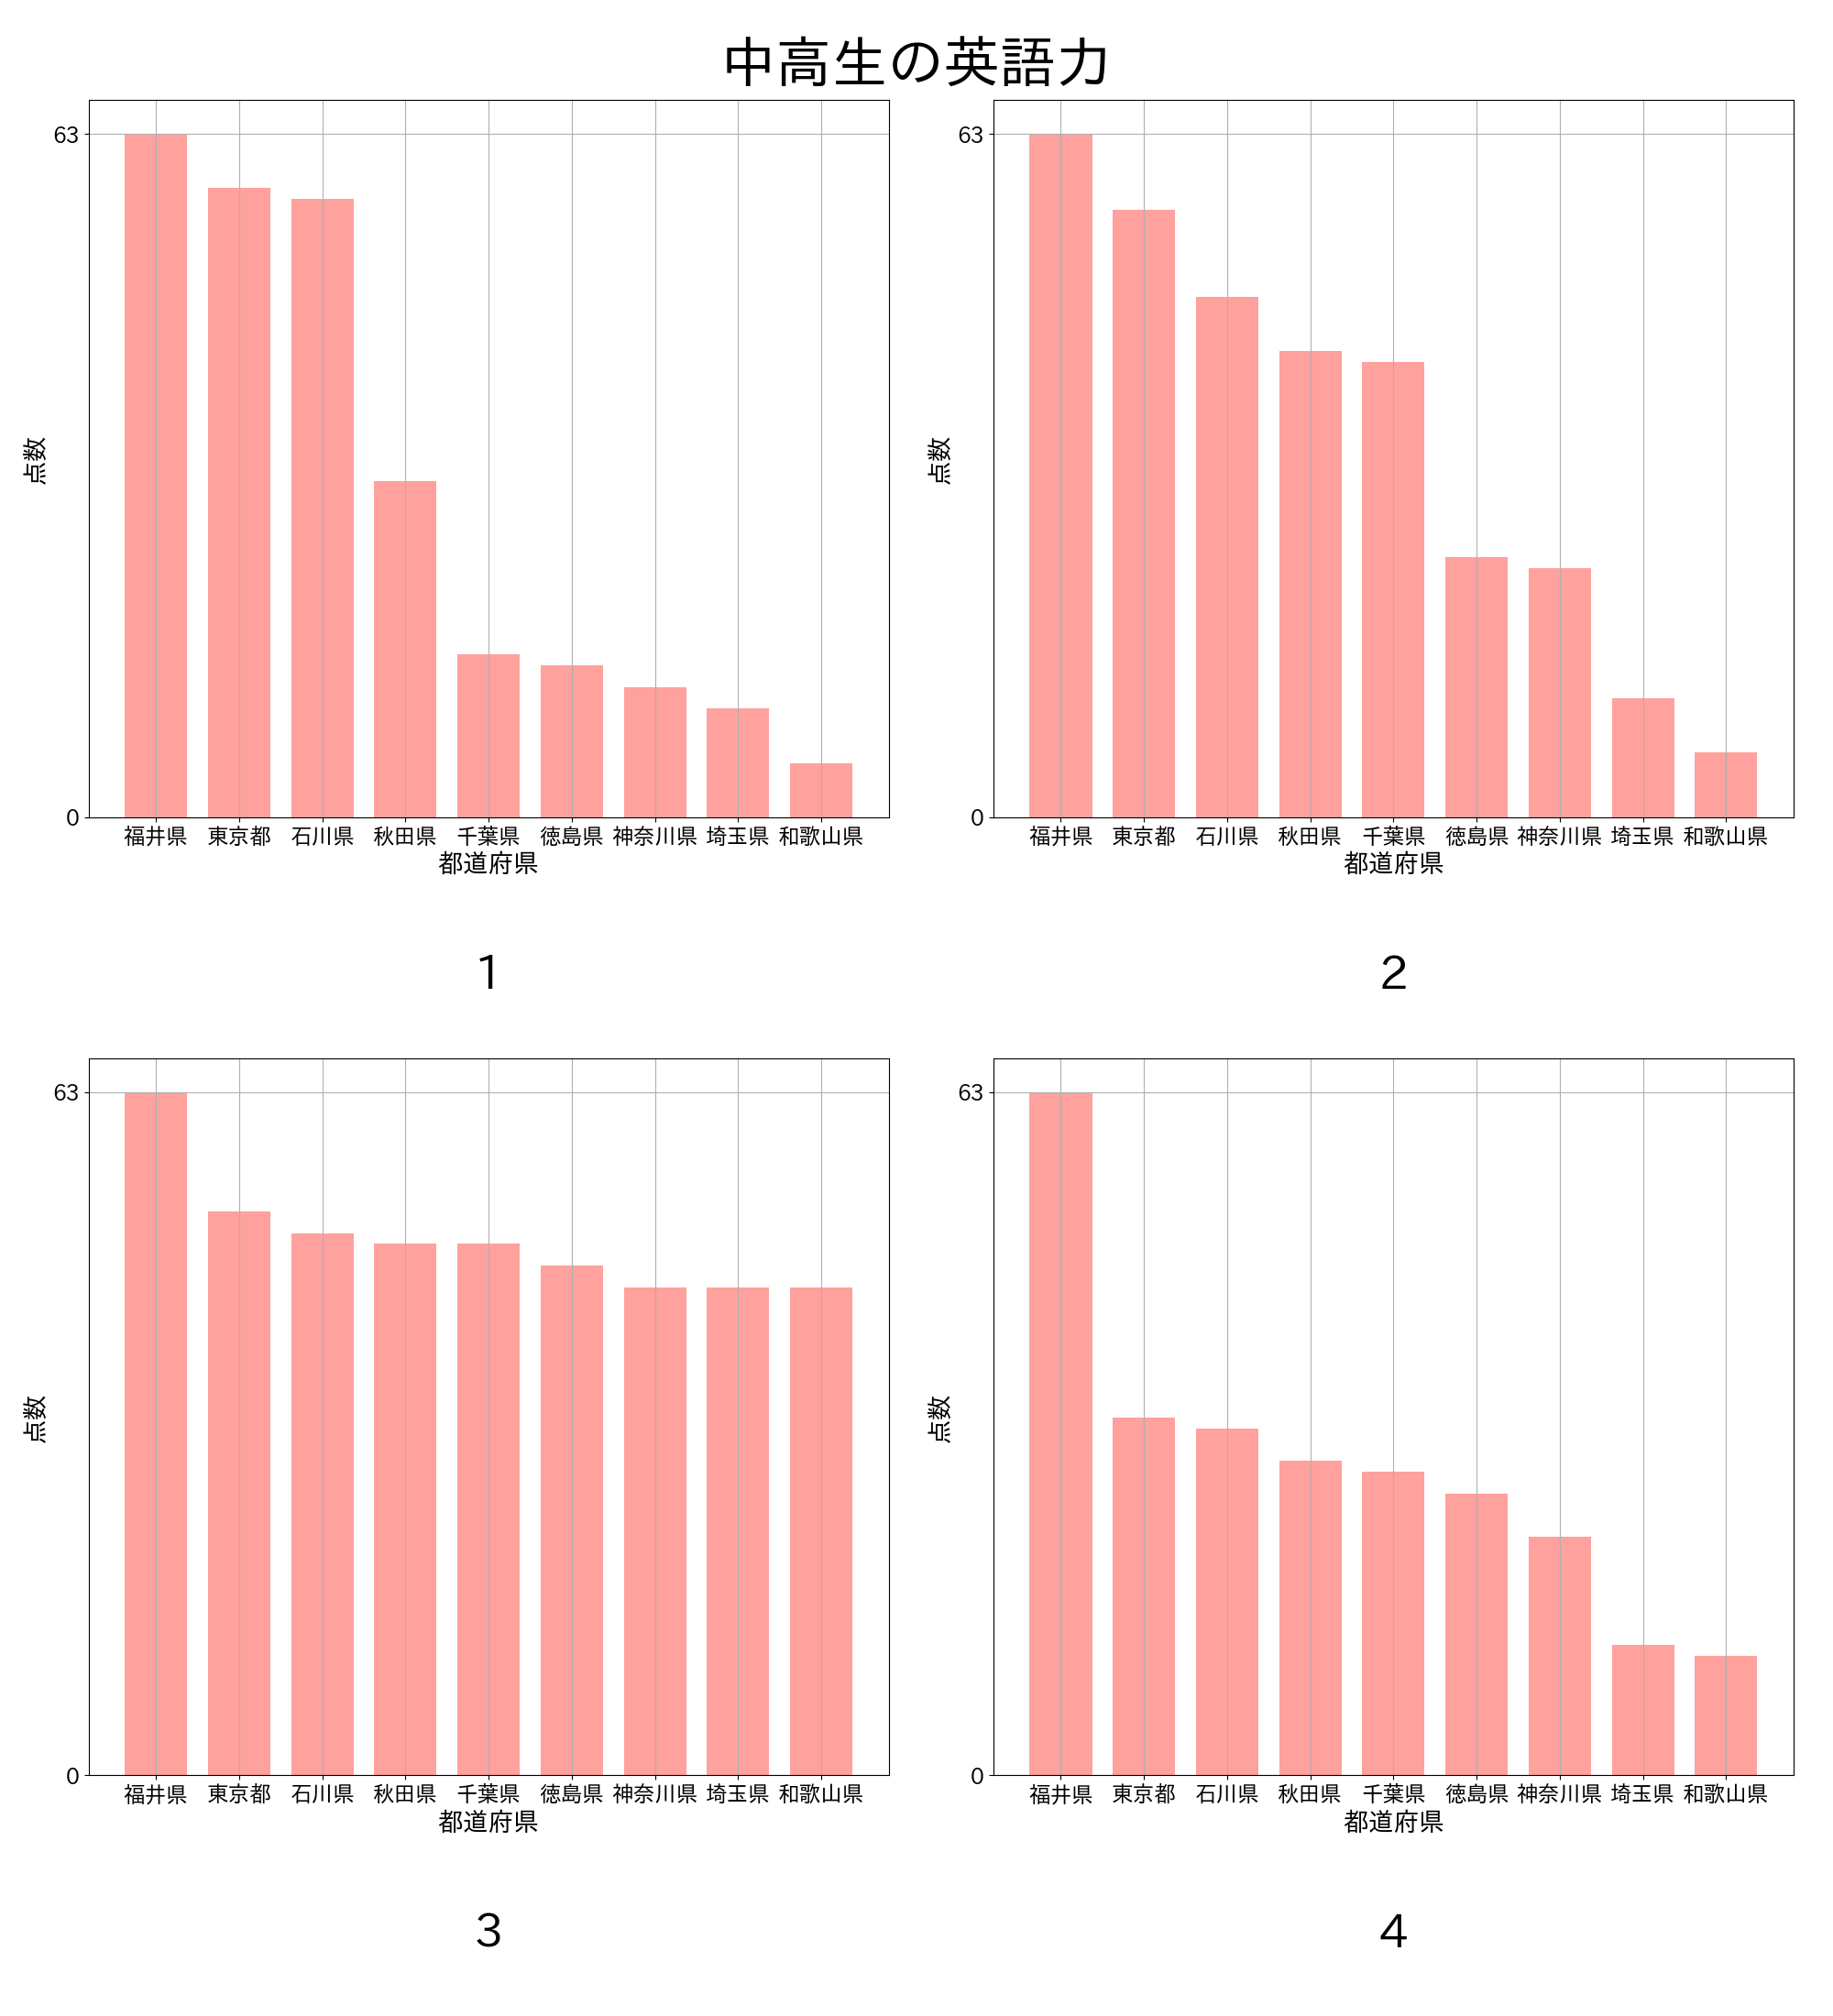 中高生の英語力
63
0
点数
福井県 東京都 石川県 秋田県 千葉県 徳島県 神奈川県 埼玉県 和歌山県
都道府県
1
63
0
点数
福井県 東京都 石川県 秋田県 千葉県 徳島県 神奈川県 埼玉県 和歌山県
都道府県
2
63
0
点数
福井県 東京都 石川県 秋田県 千葉県 徳島県 神奈川県 埼玉県 和歌山県
都道府県
3
63
0
点数
福井県 東京都 石川県 秋田県 千葉県 徳島県 神奈川県 埼玉県 和歌山県
都道府県
4